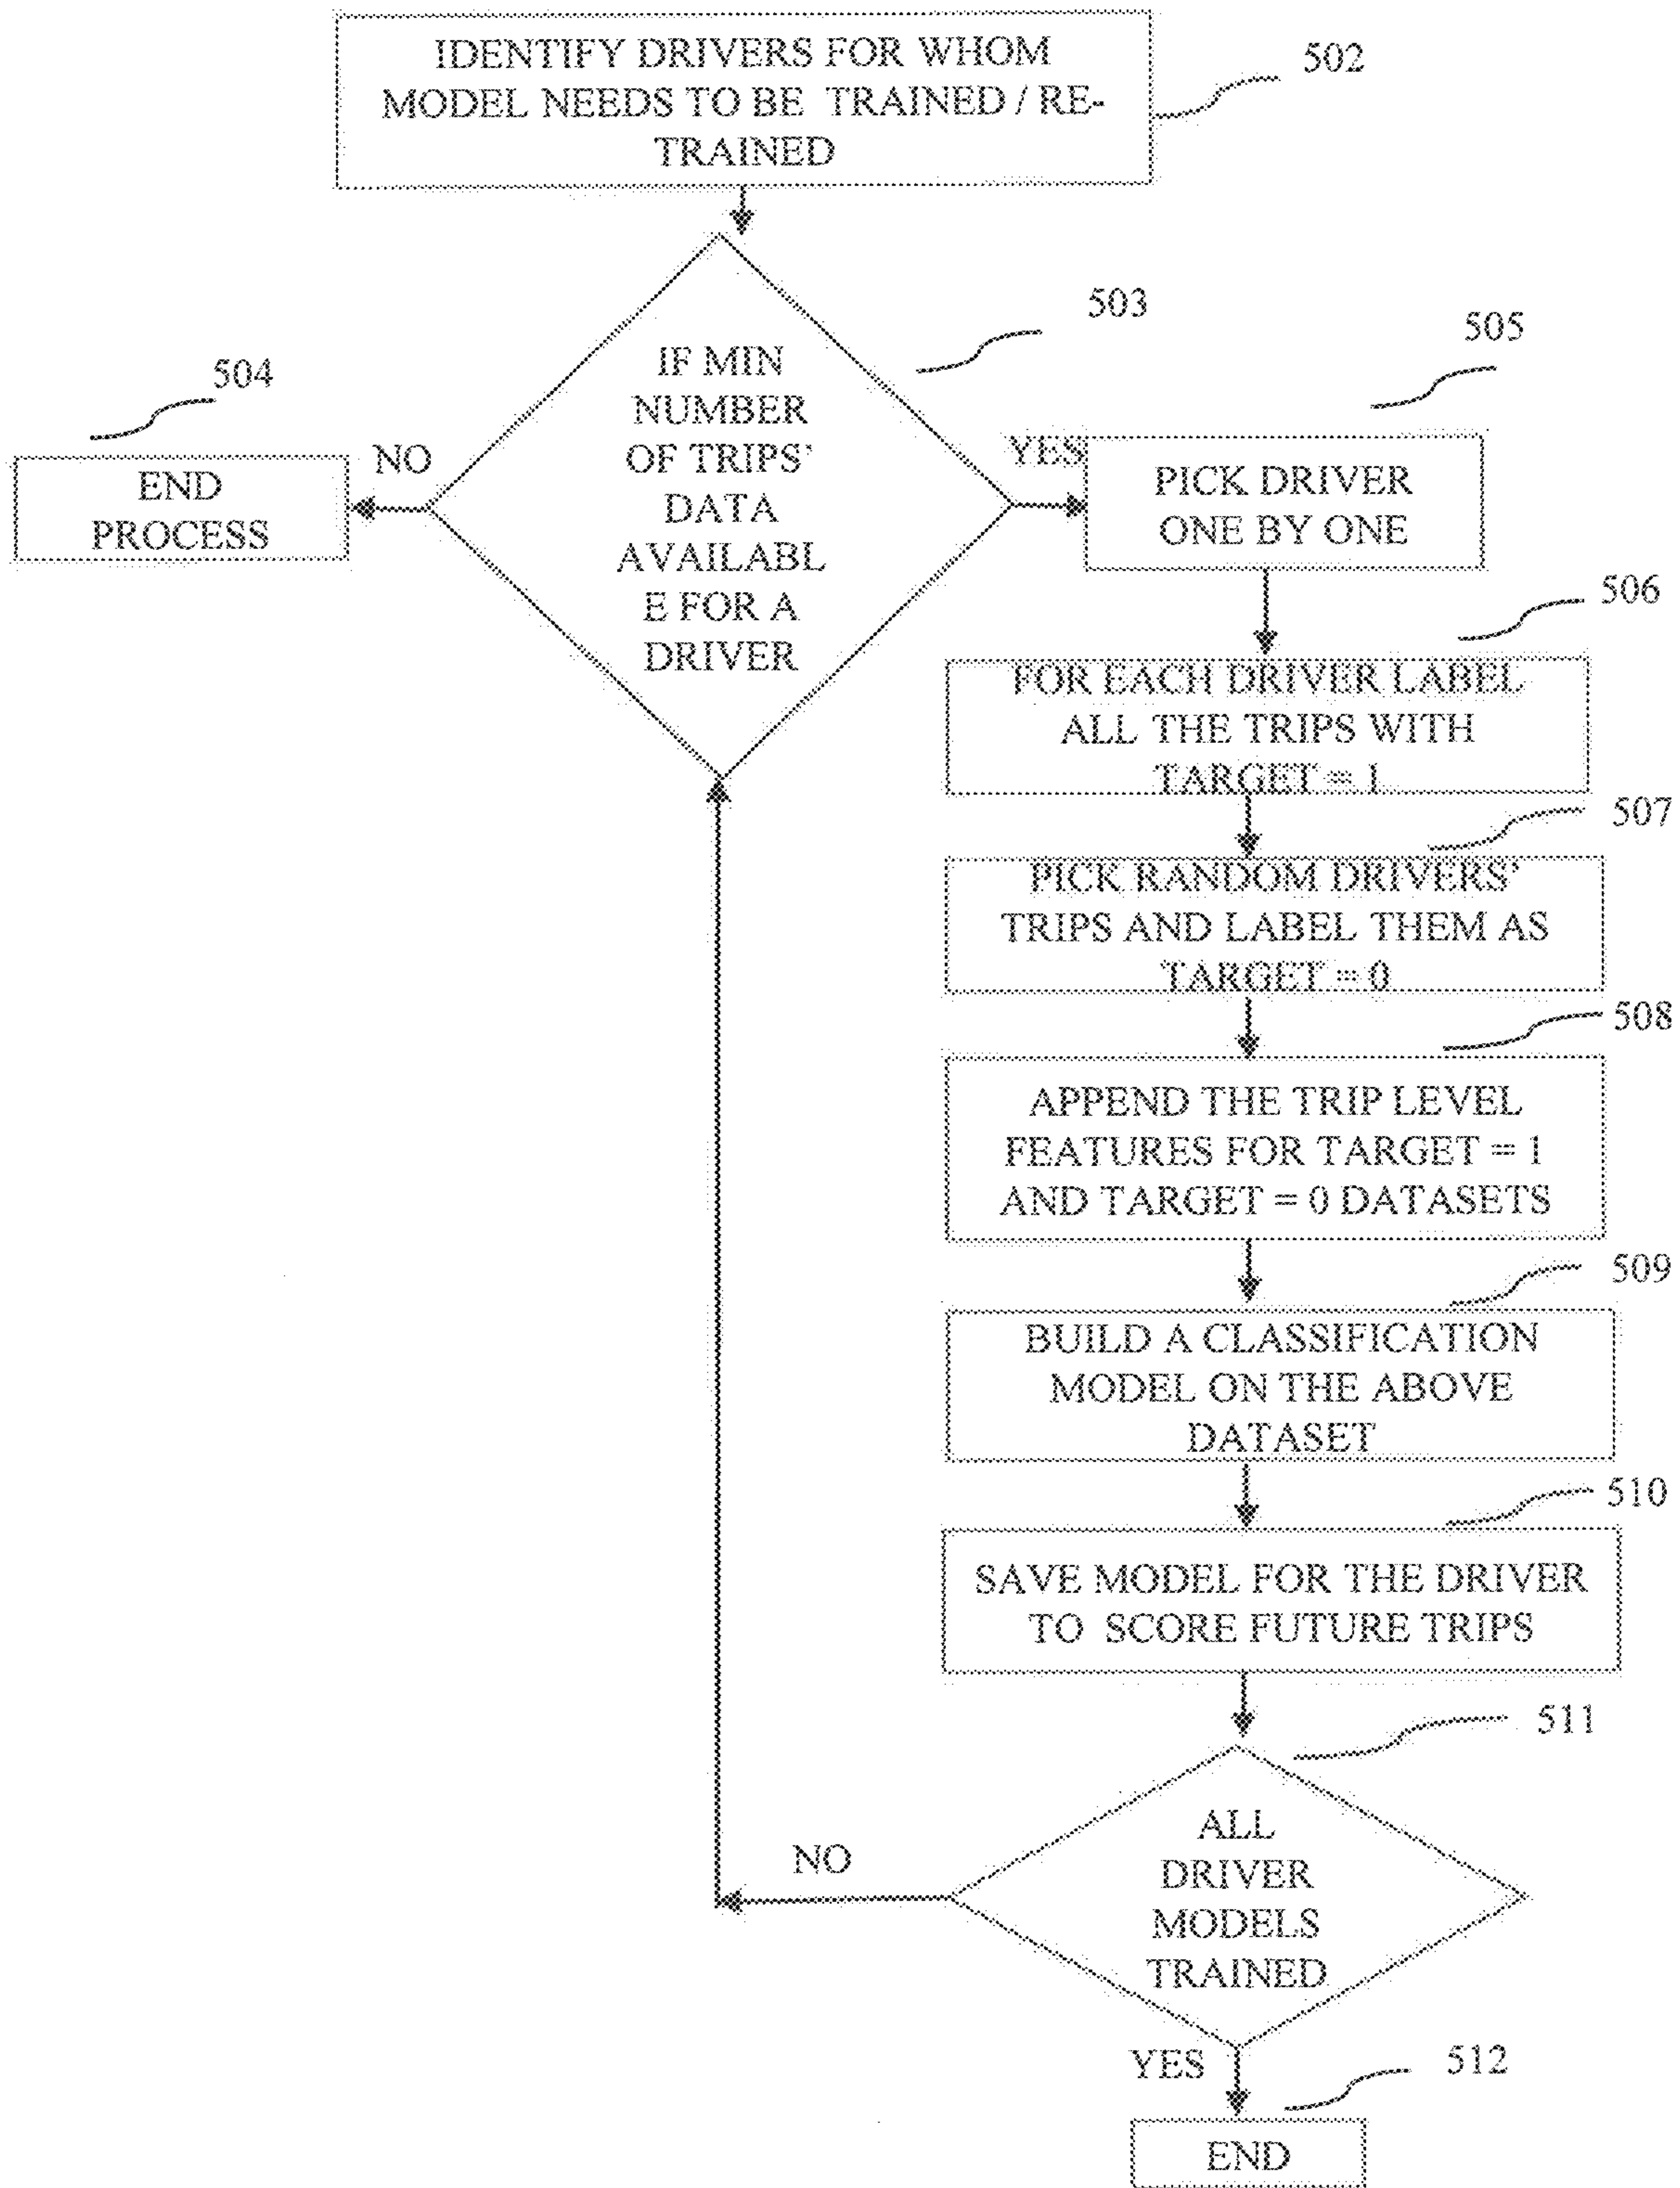 IDENTIFY DRIVERS FOR WHOM
MODEL NEEDS TO BE TRAINED / RE-
TRAINED
502
503
IF MIN
NUMBER
OF TRIPS'
DATA
AVAILABL
E FOR A
DRIVER
504
NO
END
PROCESS
505
YES
PICK DRIVER
ONE BY ONE
506
FOR EACH DRIVER LABEL
ALL THE TRIPS WITH
TARGET = 1
507
PICK RANDOM DRIVERS'
TRIPS AND LABEL THEM AS
TARGET = 0
508
APPEND THE TRIP LEVEL
FEATURES FOR TARGET = 1
AND TARGET = 0 DATASETS
509
BUILD A CLASSIFICATION
MODEL ON THE ABOVE
DATASET
510
SAVE MODEL FOR THE DRIVER
TO SCORE FUTURE TRIPS
511
ALL
DRIVER
MODELS
TRAINED
NO
YES
512
END